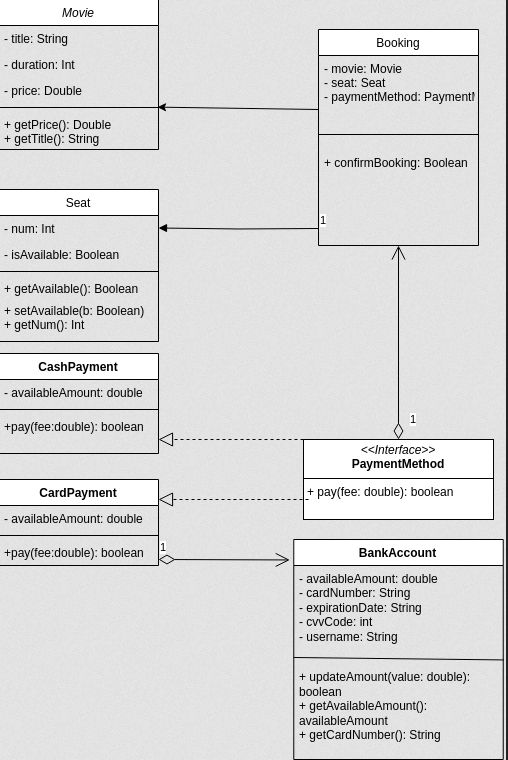 Movie
- title: String
- duration: Int
- price: Double
+ getPrice(): Double
+ getTitle(): String
Booking
- movie: Movie
- seat: Seat
- paymentMethod: Payment
+ confirmBooking: Boolean
1
Seat
- num: Int
- isAvailable: Boolean
+ getAvailable(): Boolean
+ setAvailable(b: Boolean)
+ getNum(): Int
CashPayment
- availableAmount: double
+pay(fee:double): boolean
1
<<Interface>>
PaymentMethod
+ pay(fee: double): boolean
CardPayment
- availableAmount: double
+pay(fee:double): boolean
1
BankAccount
- availableAmount: double
- cardNumber: String
- expirationDate: String
- cvvCode: int
- username: String
+ updateAmount(value: double):
boolean
+ getAvailableAmount():
availableAmount
+ getCardNumber(): String